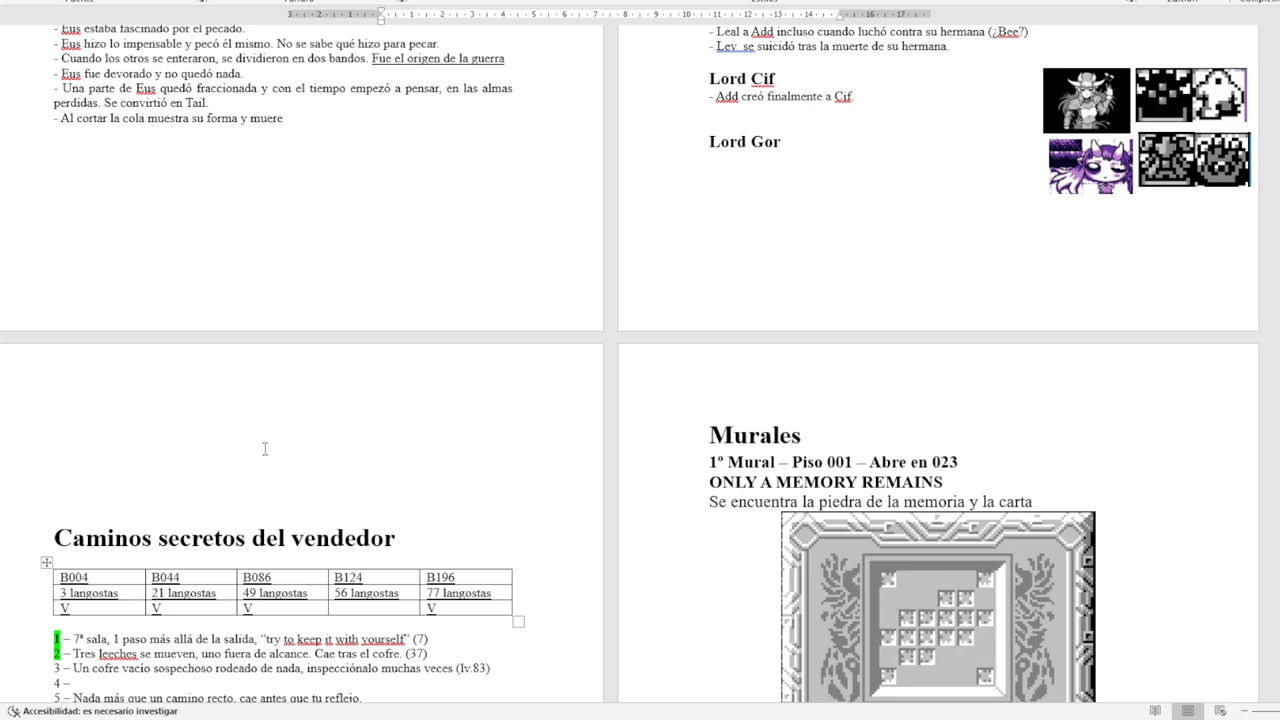 - Eus estaba fascinado por el pecado.
- Eus hizo lo impensable y pecó él mismo. No se sabe qué hizo para pecar.
- Cuando los otros se enteraron, se dividieron en dos bandos. Fue el origen de la guerra
- Eus fue devorado y no quedó nada.
- Una parte de Eus quedó fraccionada y con el tiempo empezó a pensar, en las almas
perdidas. Se convirtió en Tail.
- Al cortar la cola muestra su forma y muere
- Leal a Add incluso cuando luchó contra su hermana (¿Bee?)
- Lev se suicidó tras la muerte de su hermana.
Lord Cif
- Add creó finalmente a Cif.
Lord Gor
Caminos secretos del vendedor
B004 B044 B086 B124 B196
3 langostas 21 langostas 49 langostas 56 langostas 77 langostas
V V V V
1 – 7ª sala, 1 paso más allá de la salida, "try to keep it with yourself" (7)
2 – Tres leeches se mueven, uno fuera de alcance. Cae tras el cofre. (37)
3 – Un cofre vacío sospechoso rodeado de nada, inspecciónalo muchas veces (lv.83)
4 –
5 – Nada más que un camino recto, cae antes que tu reflejo.
Murales
1º Mural – Piso 001 – Abre en 023
ONLY A MEMORY REMAINS
Se encuentra la piedra de la memoria y la carta
Accesibilidad: es necesario investigar